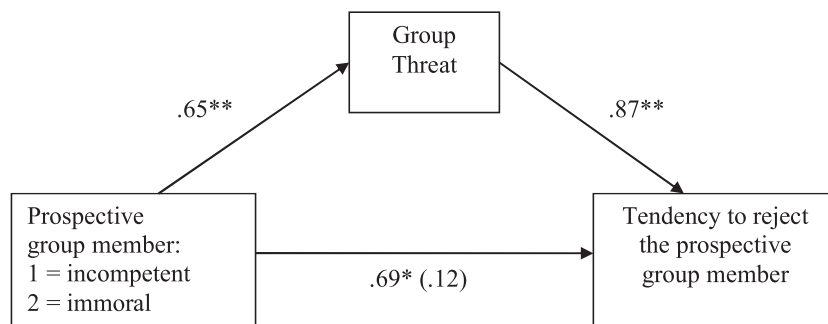 Group
Threat
.65**
.87**
Prospective
group member:
1 = incompetent
2 = immoral
Tendency to reject
the prospective
group member
.69* (.12)